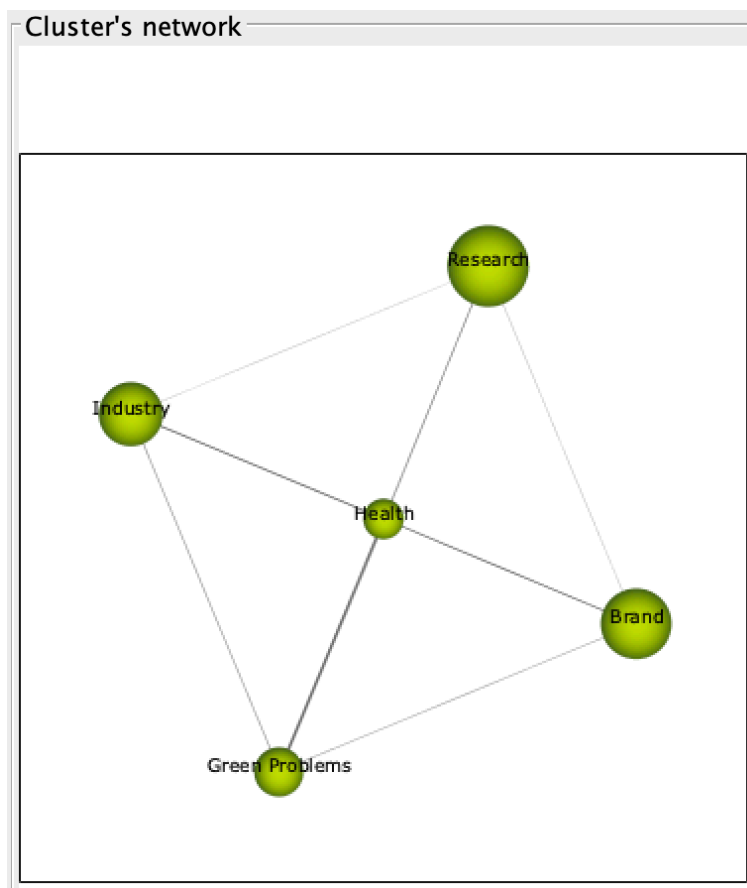 Cluster's network
Research
Industry
Health
Brand
Green Problems